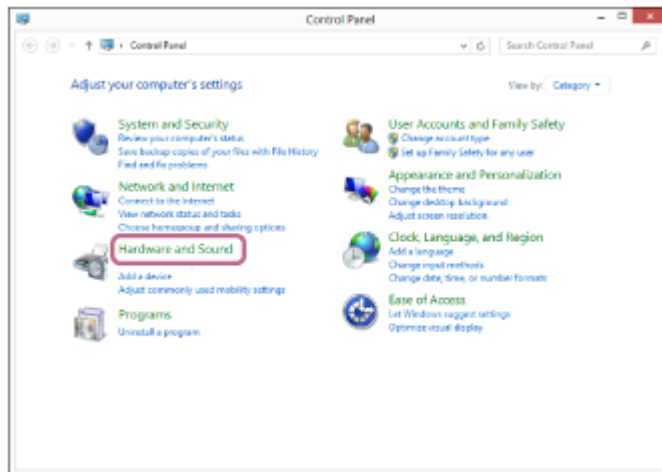 Control Panel
Control Panel
Search Control Panel
Adjust your computer's settings
View by: Category
System and Security
Review your computer's status
Save backup copies of your files with File History
Find and fix problems
Network and Internet
Connect to the Internet
View network status and tasks
Choose homegroup and sharing options
Hardware and Sound
Add a device
Adjust commonly used mobility settings
Programs
Uninstall a program
User Accounts and Family Safety
Change account type
Set up Family Safety for any user
Appearance and Personalization
Change the theme
Change desktop background
Adjust screen resolution
Clock, Language, and Region
Add a language
Change input methods
Change date, time, or number formats
Ease of Access
Let Windows suggest settings
Optimize visual display